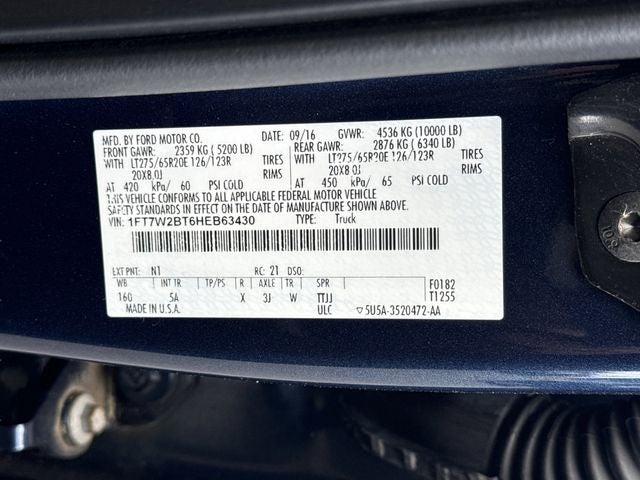 MFD. BY FORD MOTOR CO. DATE: 09/16 GVWR: 4536 KG (10000 LB)
FRONT GAWR: 2359 KG ( 5200 LB) REAR GAWR: 2876 KG ( 6340 LB)
WITH LT275/65R20E 126/123R TIRES WITH LT275/65R20E 126/123R TIRES
20X8.0J RIMS 20X8.0J RIMS
AT 420 kPa/ 60 PSI COLD AT 450 kPa/ 65 PSI COLD
THIS VEHICLE CONFORMS TO ALL APPLICABLE FEDERAL MOTOR VEHICLE
SAFETY STANDARDS IN EFFECT ON THE DATE OF MANUFACTURE SHOWN ABOVE.
VIN: 1FT7W2BT6HEB63430 TYPE: Truck
EXT PNT: N1 RC: 21 DSO:
WB INT TR TP/PS R AXLE TR SPR F0182
160 5A X 3J W TTJJ T1255
MADE IN U.S.A. ULC ▽5U5A-3520472-AA
10.9